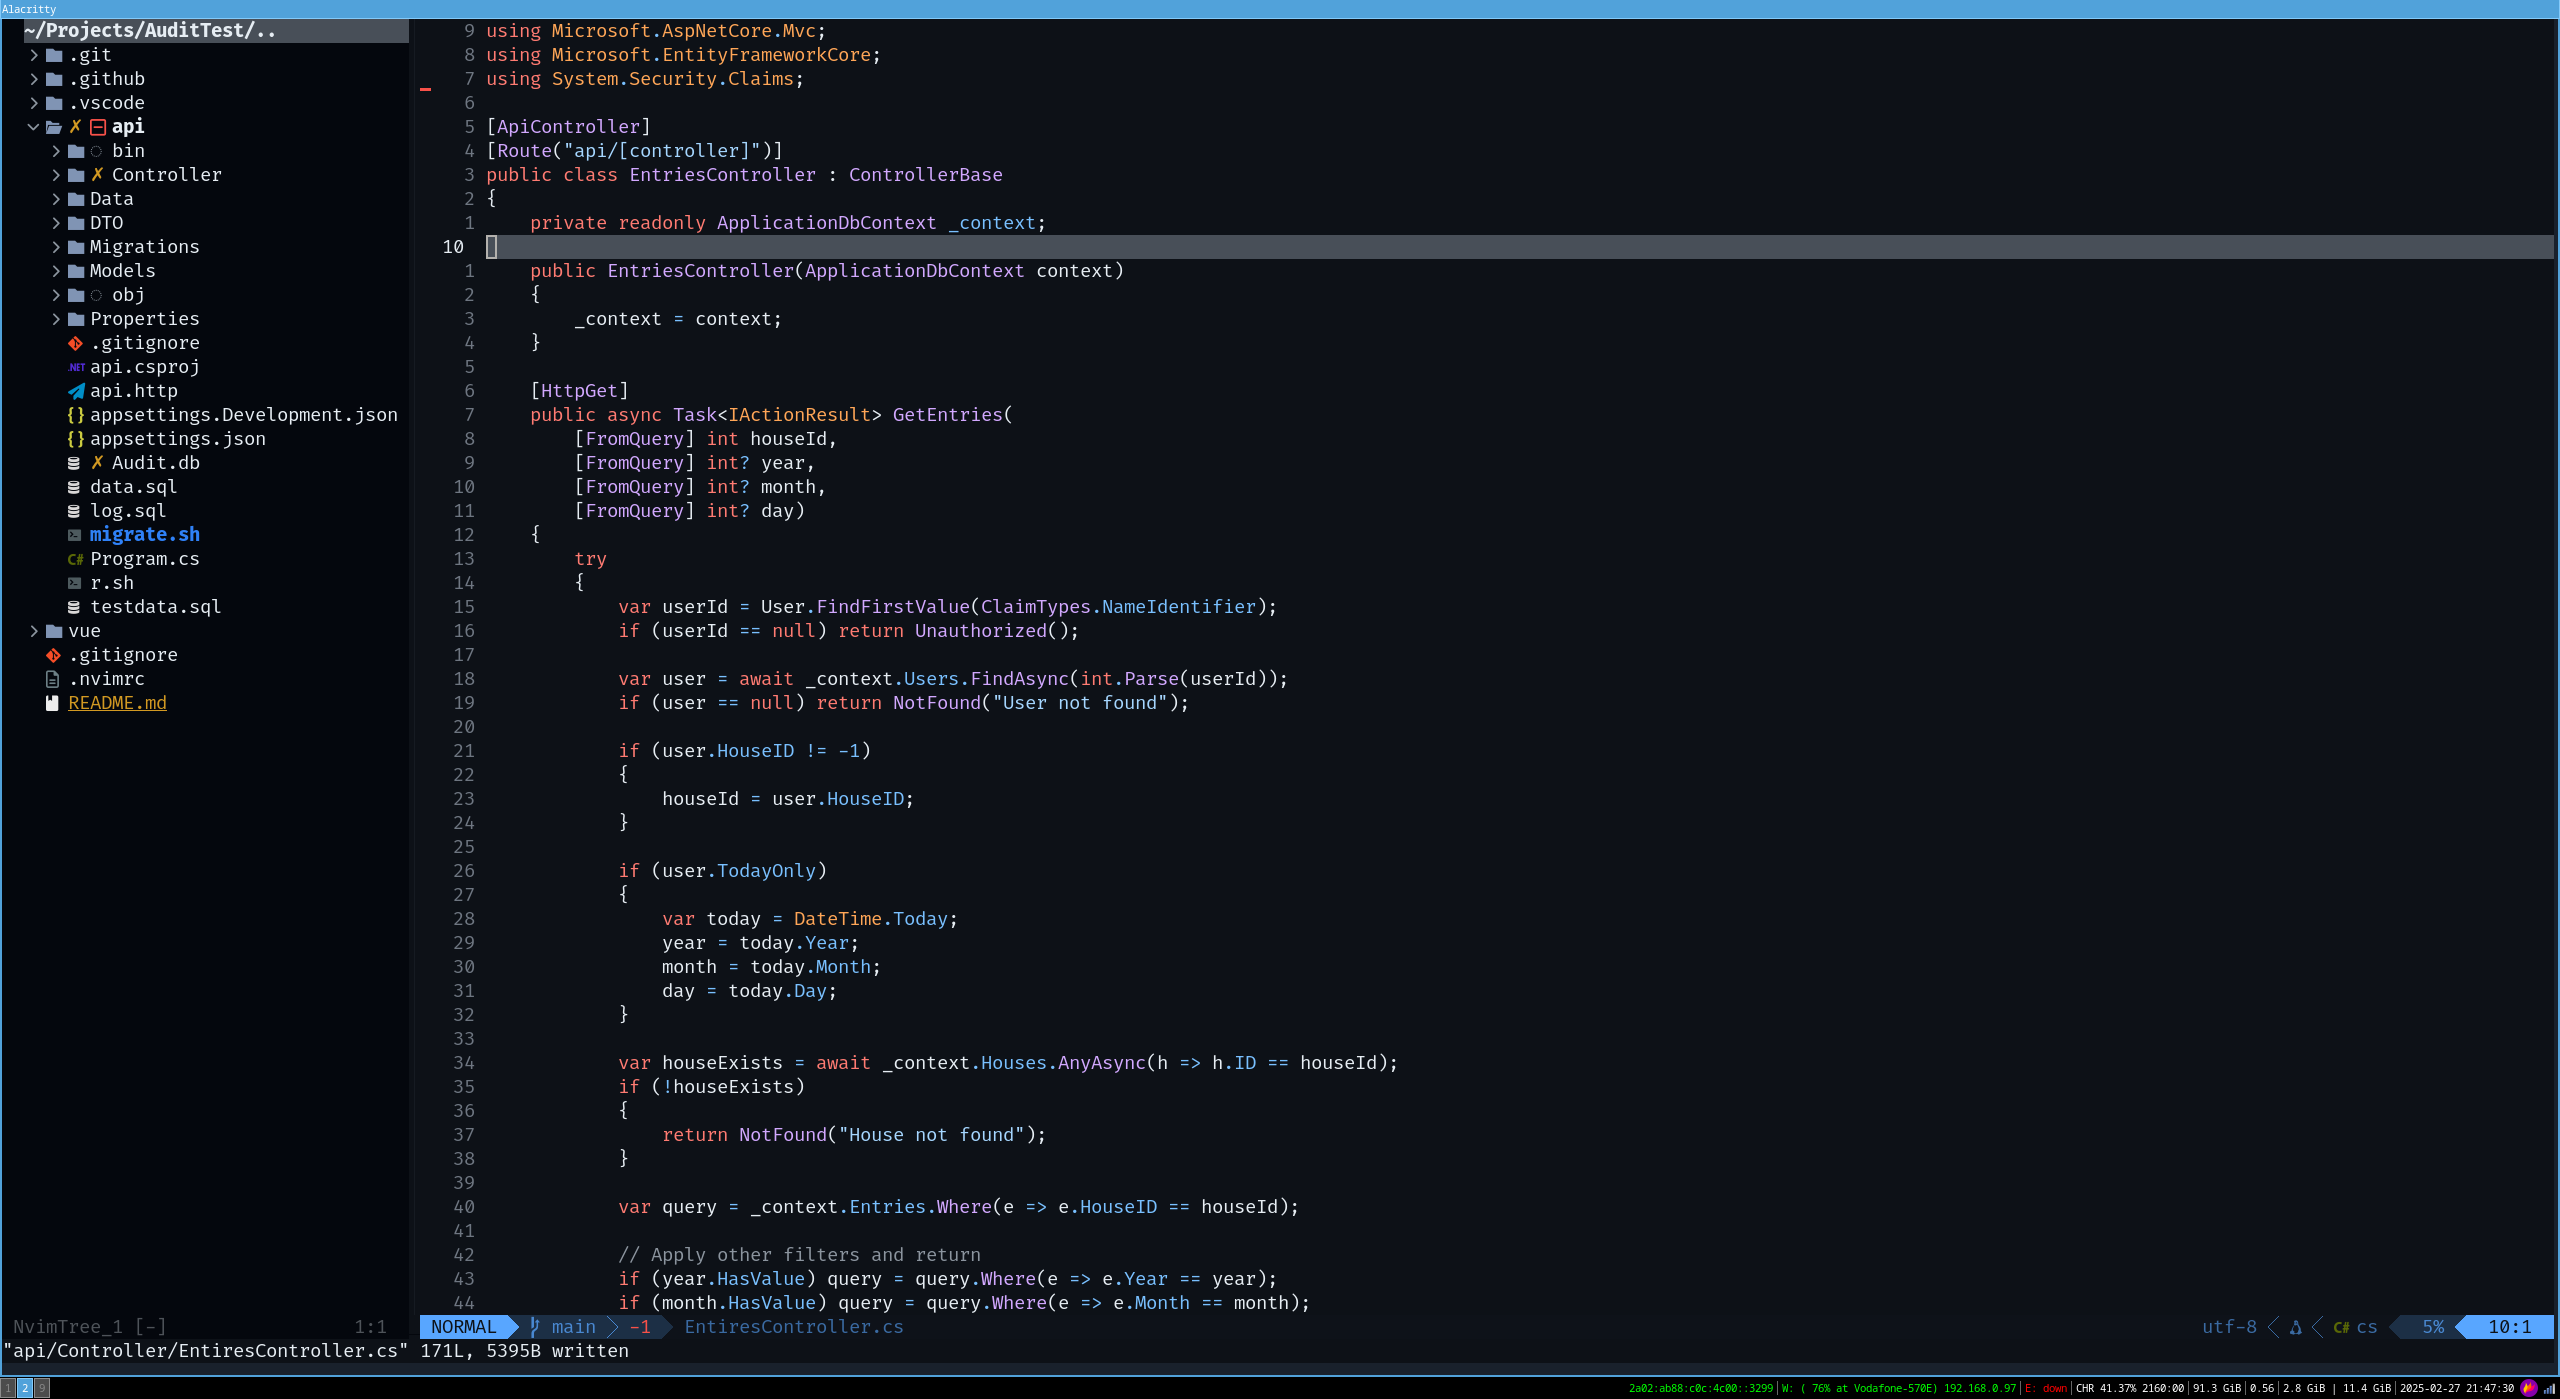 Alacritty
~/Projects/AuditTest/..
.git
.github
.vscode
api
bin
Controller
Data
DTO
Migrations
Models
obj
Properties
.gitignore
.NET api.csproj
api.http
{} appsettings.Development.json
{} appsettings.json
Audit.db
data.sql
log.sql
migrate.sh
C# Program.cs
r.sh
testdata.sql
vue
.gitignore
.nvimrc
README.md
NvimTree_1 [-] 1:1
9 using Microsoft.AspNetCore.Mvc;
8 using Microsoft.EntityFrameworkCore;
7 using System.Security.Claims;
6
5 [ApiController]
4 [Route("api/[controller]")]
3 public class EntriesController : ControllerBase
2 {
1     private readonly ApplicationDbContext _context;
10
1     public EntriesController(ApplicationDbContext context)
2     {
3         _context = context;
4     }
5
6     [HttpGet]
7     public async Task<IActionResult> GetEntries(
8         [FromQuery] int houseId,
9         [FromQuery] int? year,
10         [FromQuery] int? month,
11         [FromQuery] int? day)
12     {
13         try
14         {
15             var userId = User.FindFirstValue(ClaimTypes.NameIdentifier);
16             if (userId == null) return Unauthorized();
17
18             var user = await _context.Users.FindAsync(int.Parse(userId));
19             if (user == null) return NotFound("User not found");
20
21             if (user.HouseID != -1)
22             {
23                 houseId = user.HouseID;
24             }
25
26             if (user.TodayOnly)
27             {
28                 var today = DateTime.Today;
29                 year = today.Year;
30                 month = today.Month;
31                 day = today.Day;
32             }
33
34             var houseExists = await _context.Houses.AnyAsync(h => h.ID == houseId);
35             if (!houseExists)
36             {
37                 return NotFound("House not found");
38             }
39
40             var query = _context.Entries.Where(e => e.HouseID == houseId);
41
42             // Apply other filters and return
43             if (year.HasValue) query = query.Where(e => e.Year == year);
44             if (month.HasValue) query = query.Where(e => e.Month == month);
NORMAL main -1 EntiresController.cs utf-8 C# cs 5% 10:1
"api/Controller/EntiresController.cs" 171L, 5395B written
1 2 9 2a02:ab88:c0c:4c00::3299 | W: ( 76% at Vodafone-570E) 192.168.0.97 | E: down | CHR 41.37% 2160:00 | 91.3 GiB | 0.56 | 2.8 GiB | 11.4 GiB | 2025-02-27 21:47:30